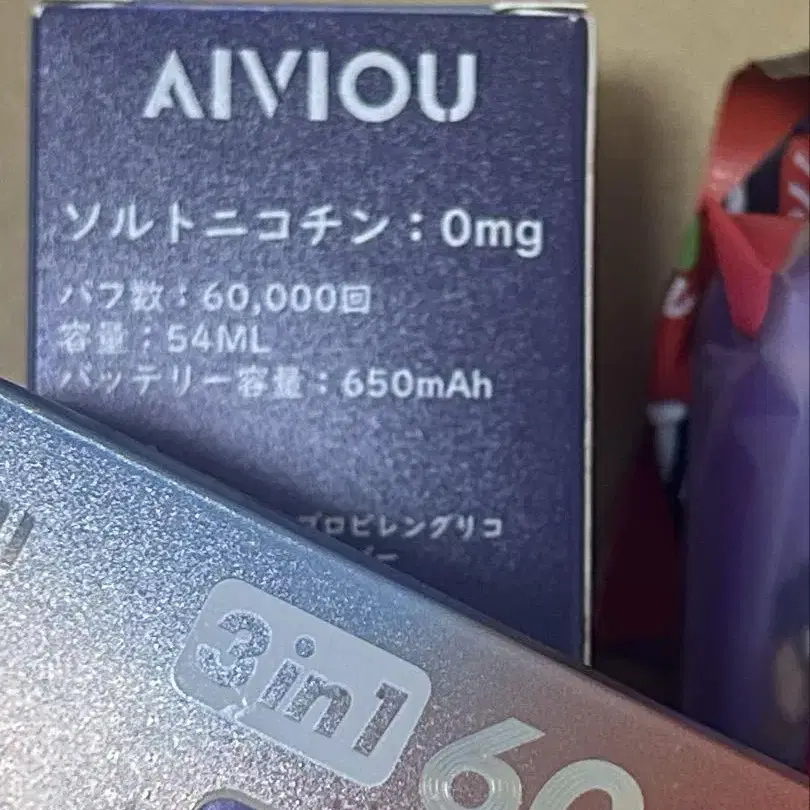 AIVIOU
ソルトニコチン：0mg
パフ数：60,000回
容量：54ML
バッテリー容量：650mAh
プロピレングリコ
3in1
60